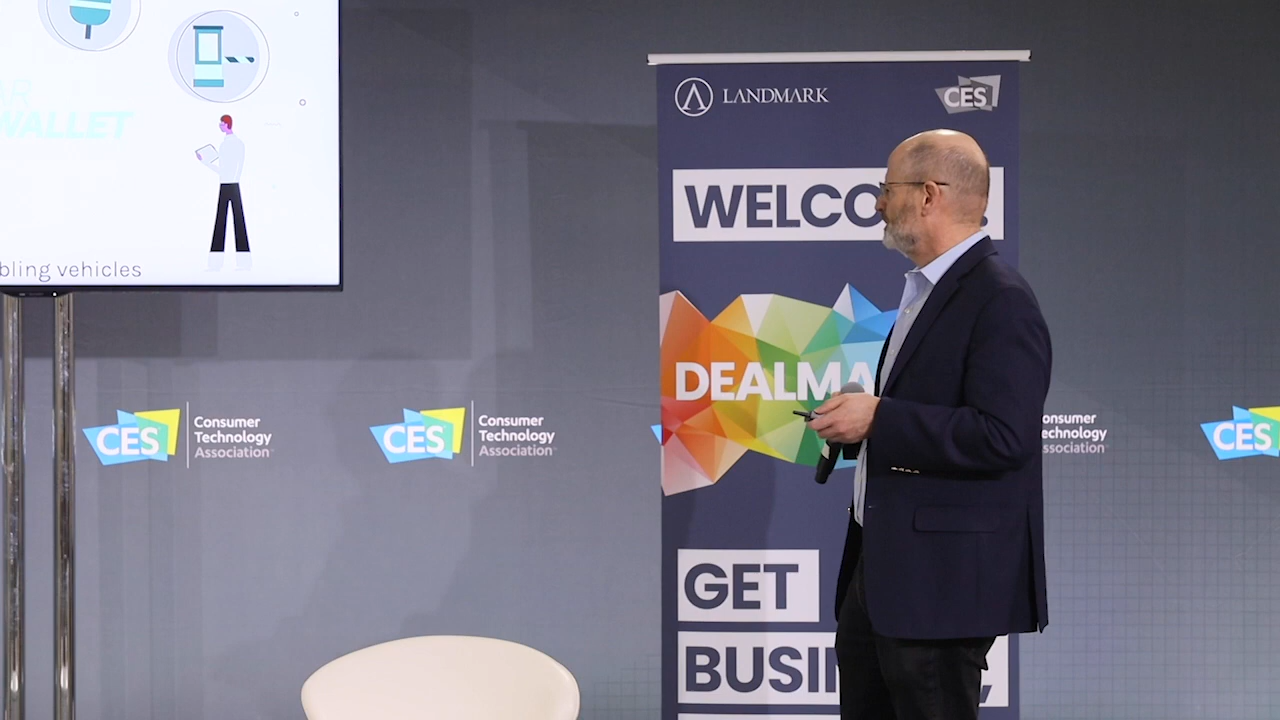 WALLET
bling vehicles
LANDMARK
CES
WELCO
DEALMA
GET
BUSIN
CES
Consumer
Technology
Association
CES
Consumer
Technology
Association
onsumer
echnology
ssociation
CES